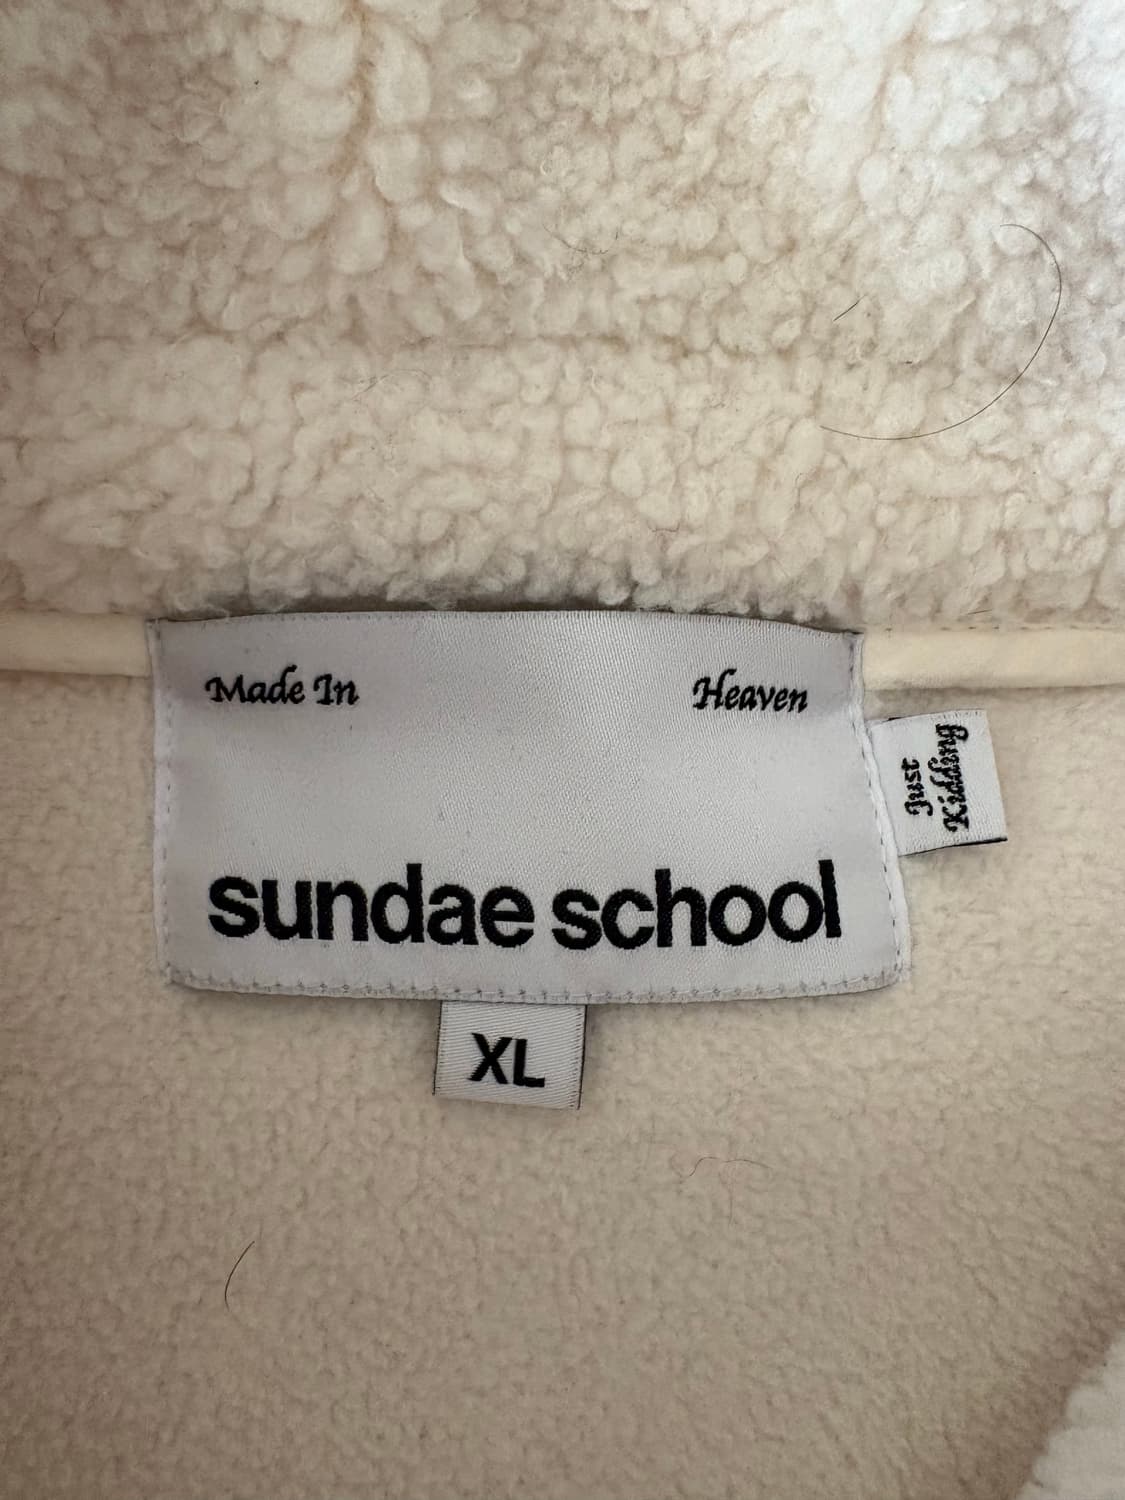 Made In Heaven
Just
Kidding
sundae school
XL